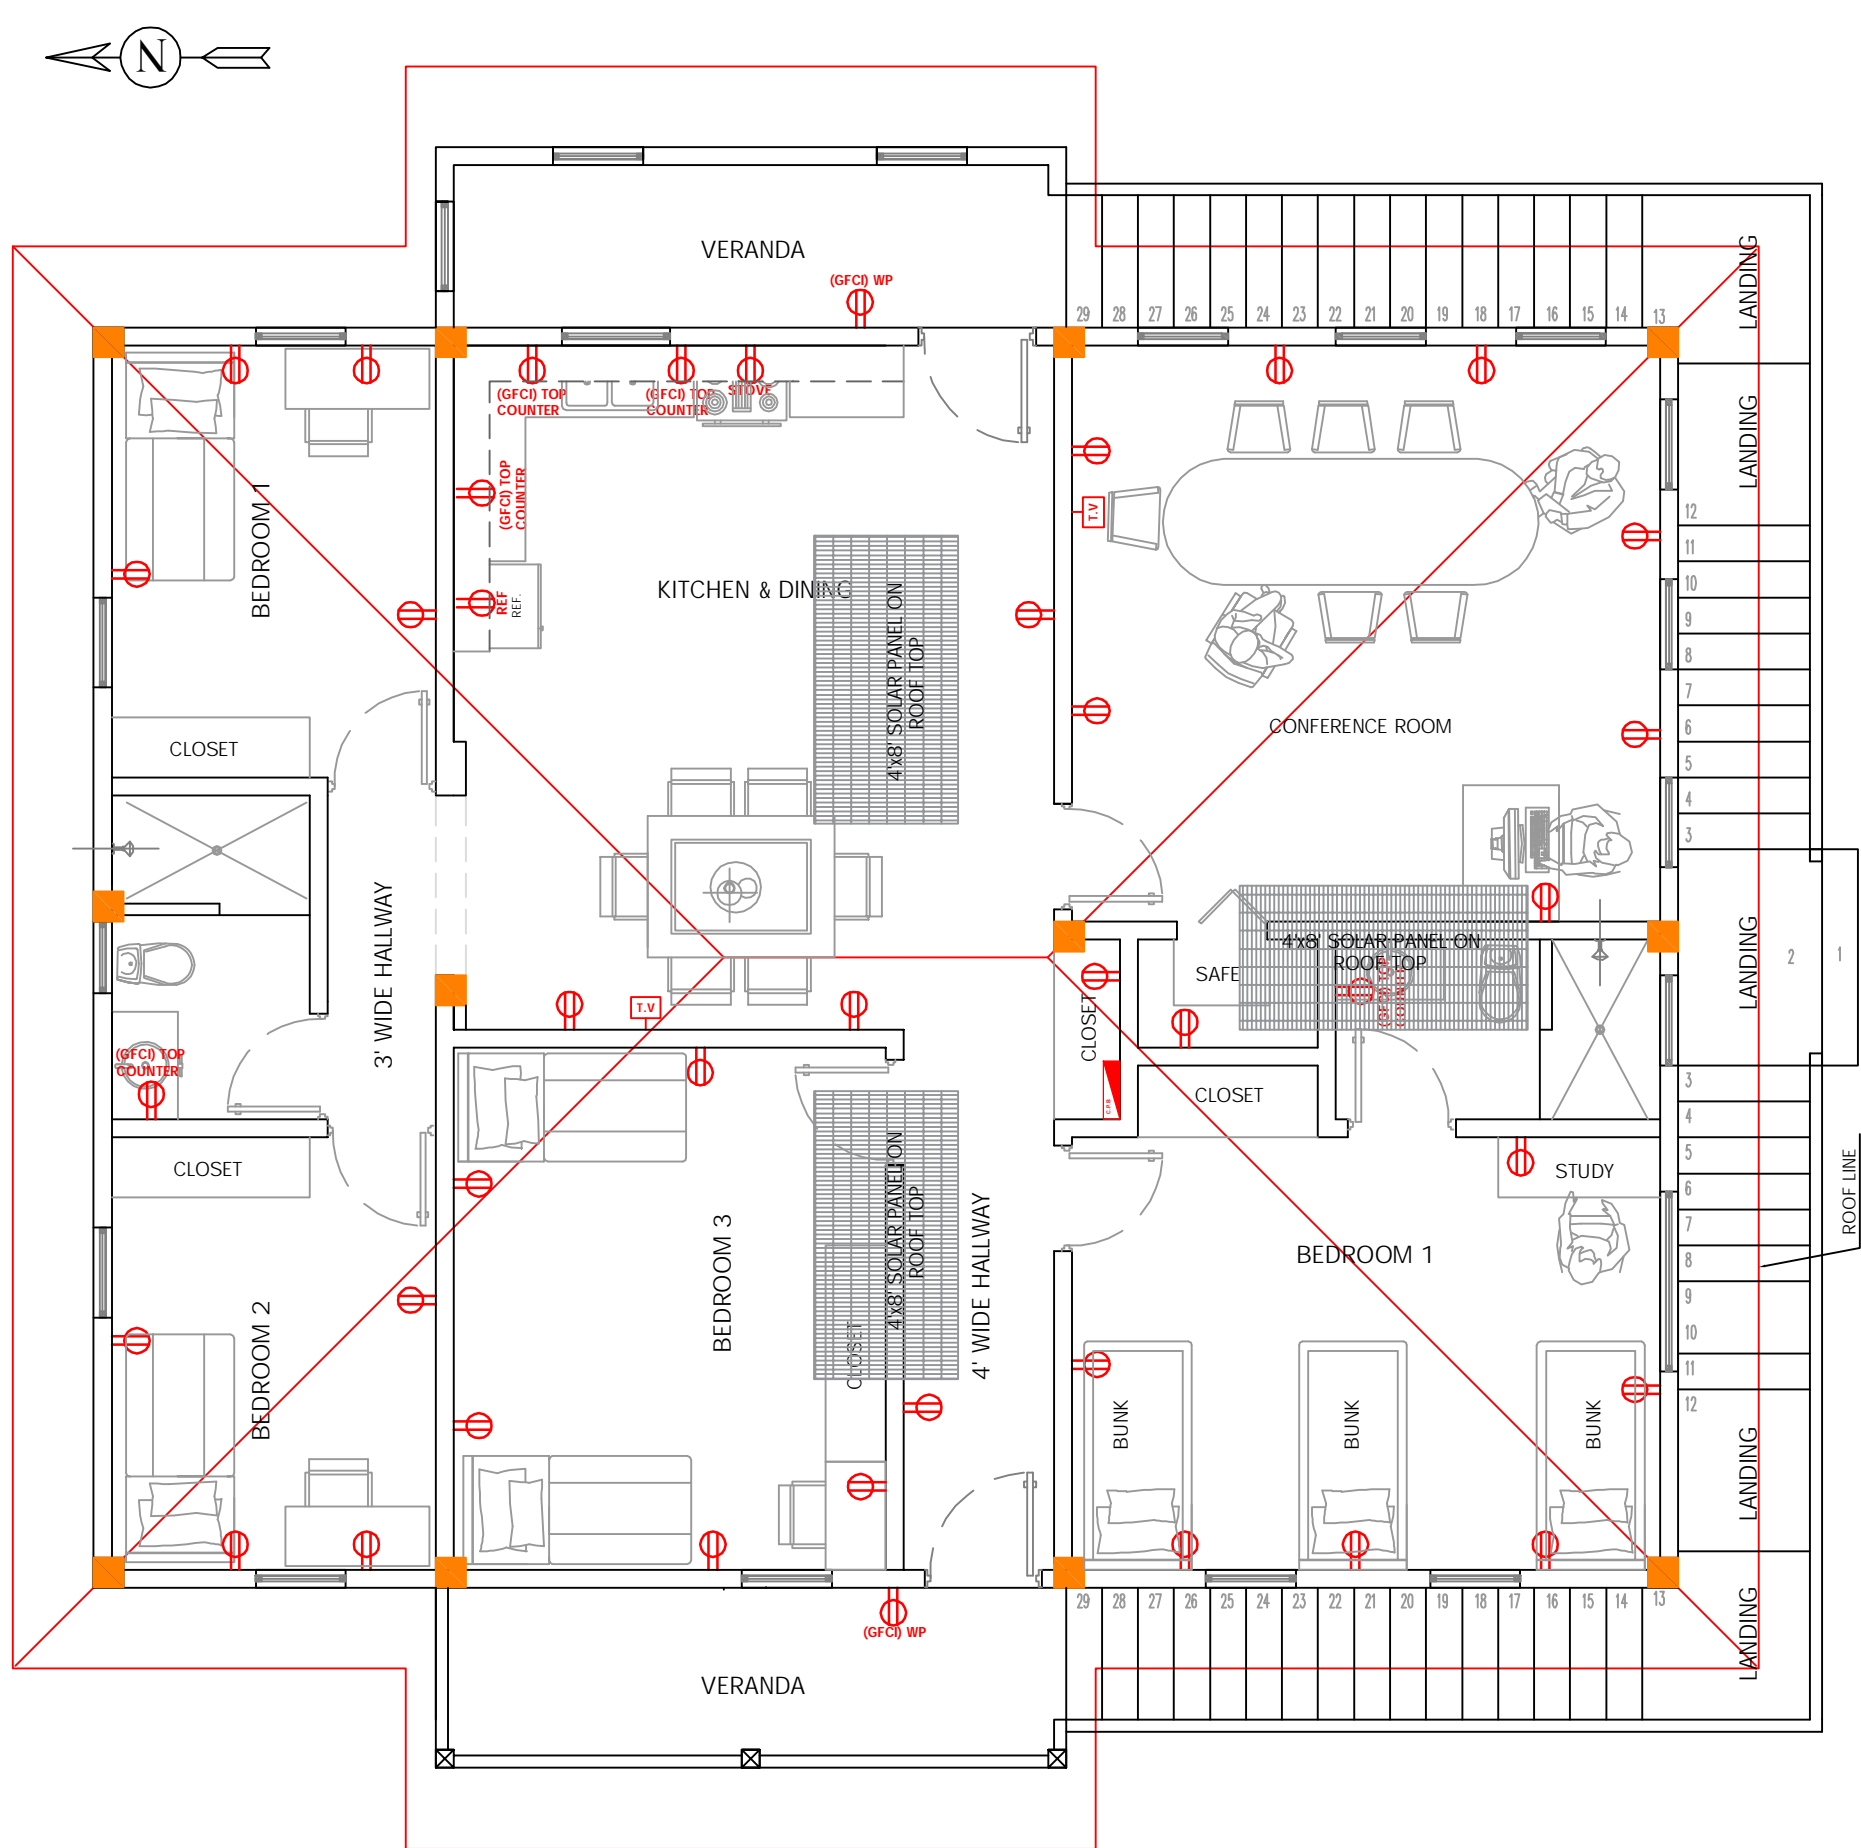 N
VERANDA
(GFCI) WP
29 28 27 26 25 24 23 22 21 20 19 18 17 16 15 14 13
LANDING
(GFCI) TOP
COUNTER
(GFCI) TOP
COUNTER
STOVE
(GFCI) TOP
COUNTER
REF
REF.
BEDROOM 1
CLOSET
KITCHEN & DINING
4'x8' SOLAR PANEL ON
ROOF TOP
T.V
CONFERENCE ROOM
LANDING
12
11
10
9
8
7
6
5
4
3
LANDING
2
1
3' WIDE HALLWAY
(GFCI) TOP
COUNTER
T.V
CLOSET
C.P.B
SAFE
4'x8' SOLAR PANEL ON
ROOF TOP
(GFCI) TOP
COUNTER
CLOSET
STUDY
CLOSET
BEDROOM 2
BEDROOM 3
CLOSET
4'x8' SOLAR PANEL ON
ROOF TOP
4' WIDE HALLWAY
BEDROOM 1
BUNK
BUNK
BUNK
3
4
5
6
7
8
9
10
11
12
ROOF LINE
LANDING
29 28 27 26 25 24 23 22 21 20 19 18 17 16 15 14 13
LANDING
(GFCI) WP
VERANDA